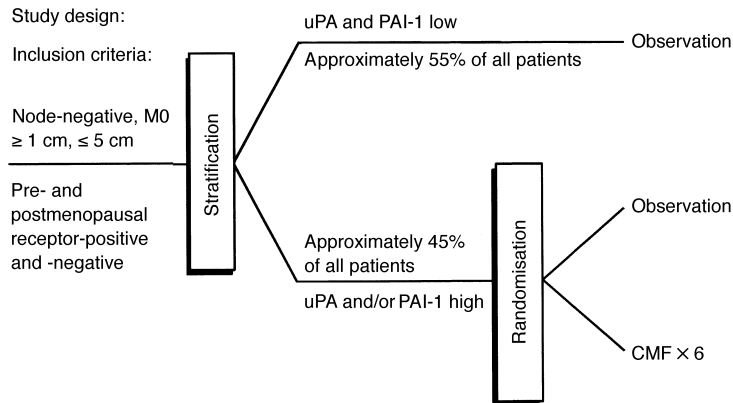 Study design:
Inclusion criteria:
Node-negative, M0
≥ 1 cm, ≤ 5 cm
Pre- and
postmenopausal
receptor-positive
and -negative
Stratification
uPA and PAI-1 low
Approximately 55% of all patients
Observation
Approximately 45%
of all patients
uPA and/or PAI-1 high
Randomisation
Observation
CMF × 6